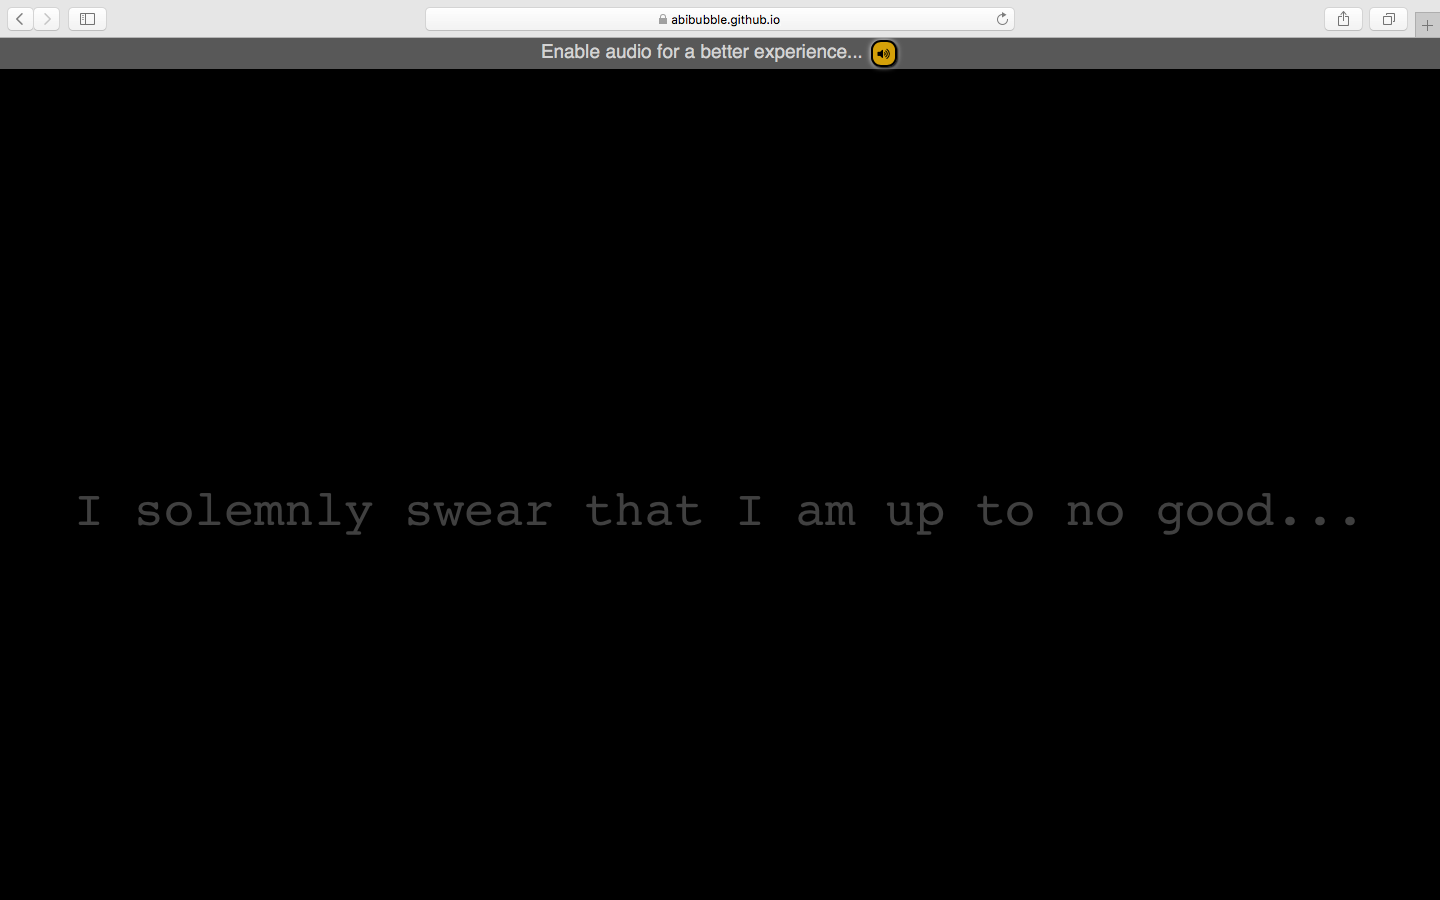 abibubble.github.io
Enable audio for a better experience...
I solemnly swear that I am up to no good...